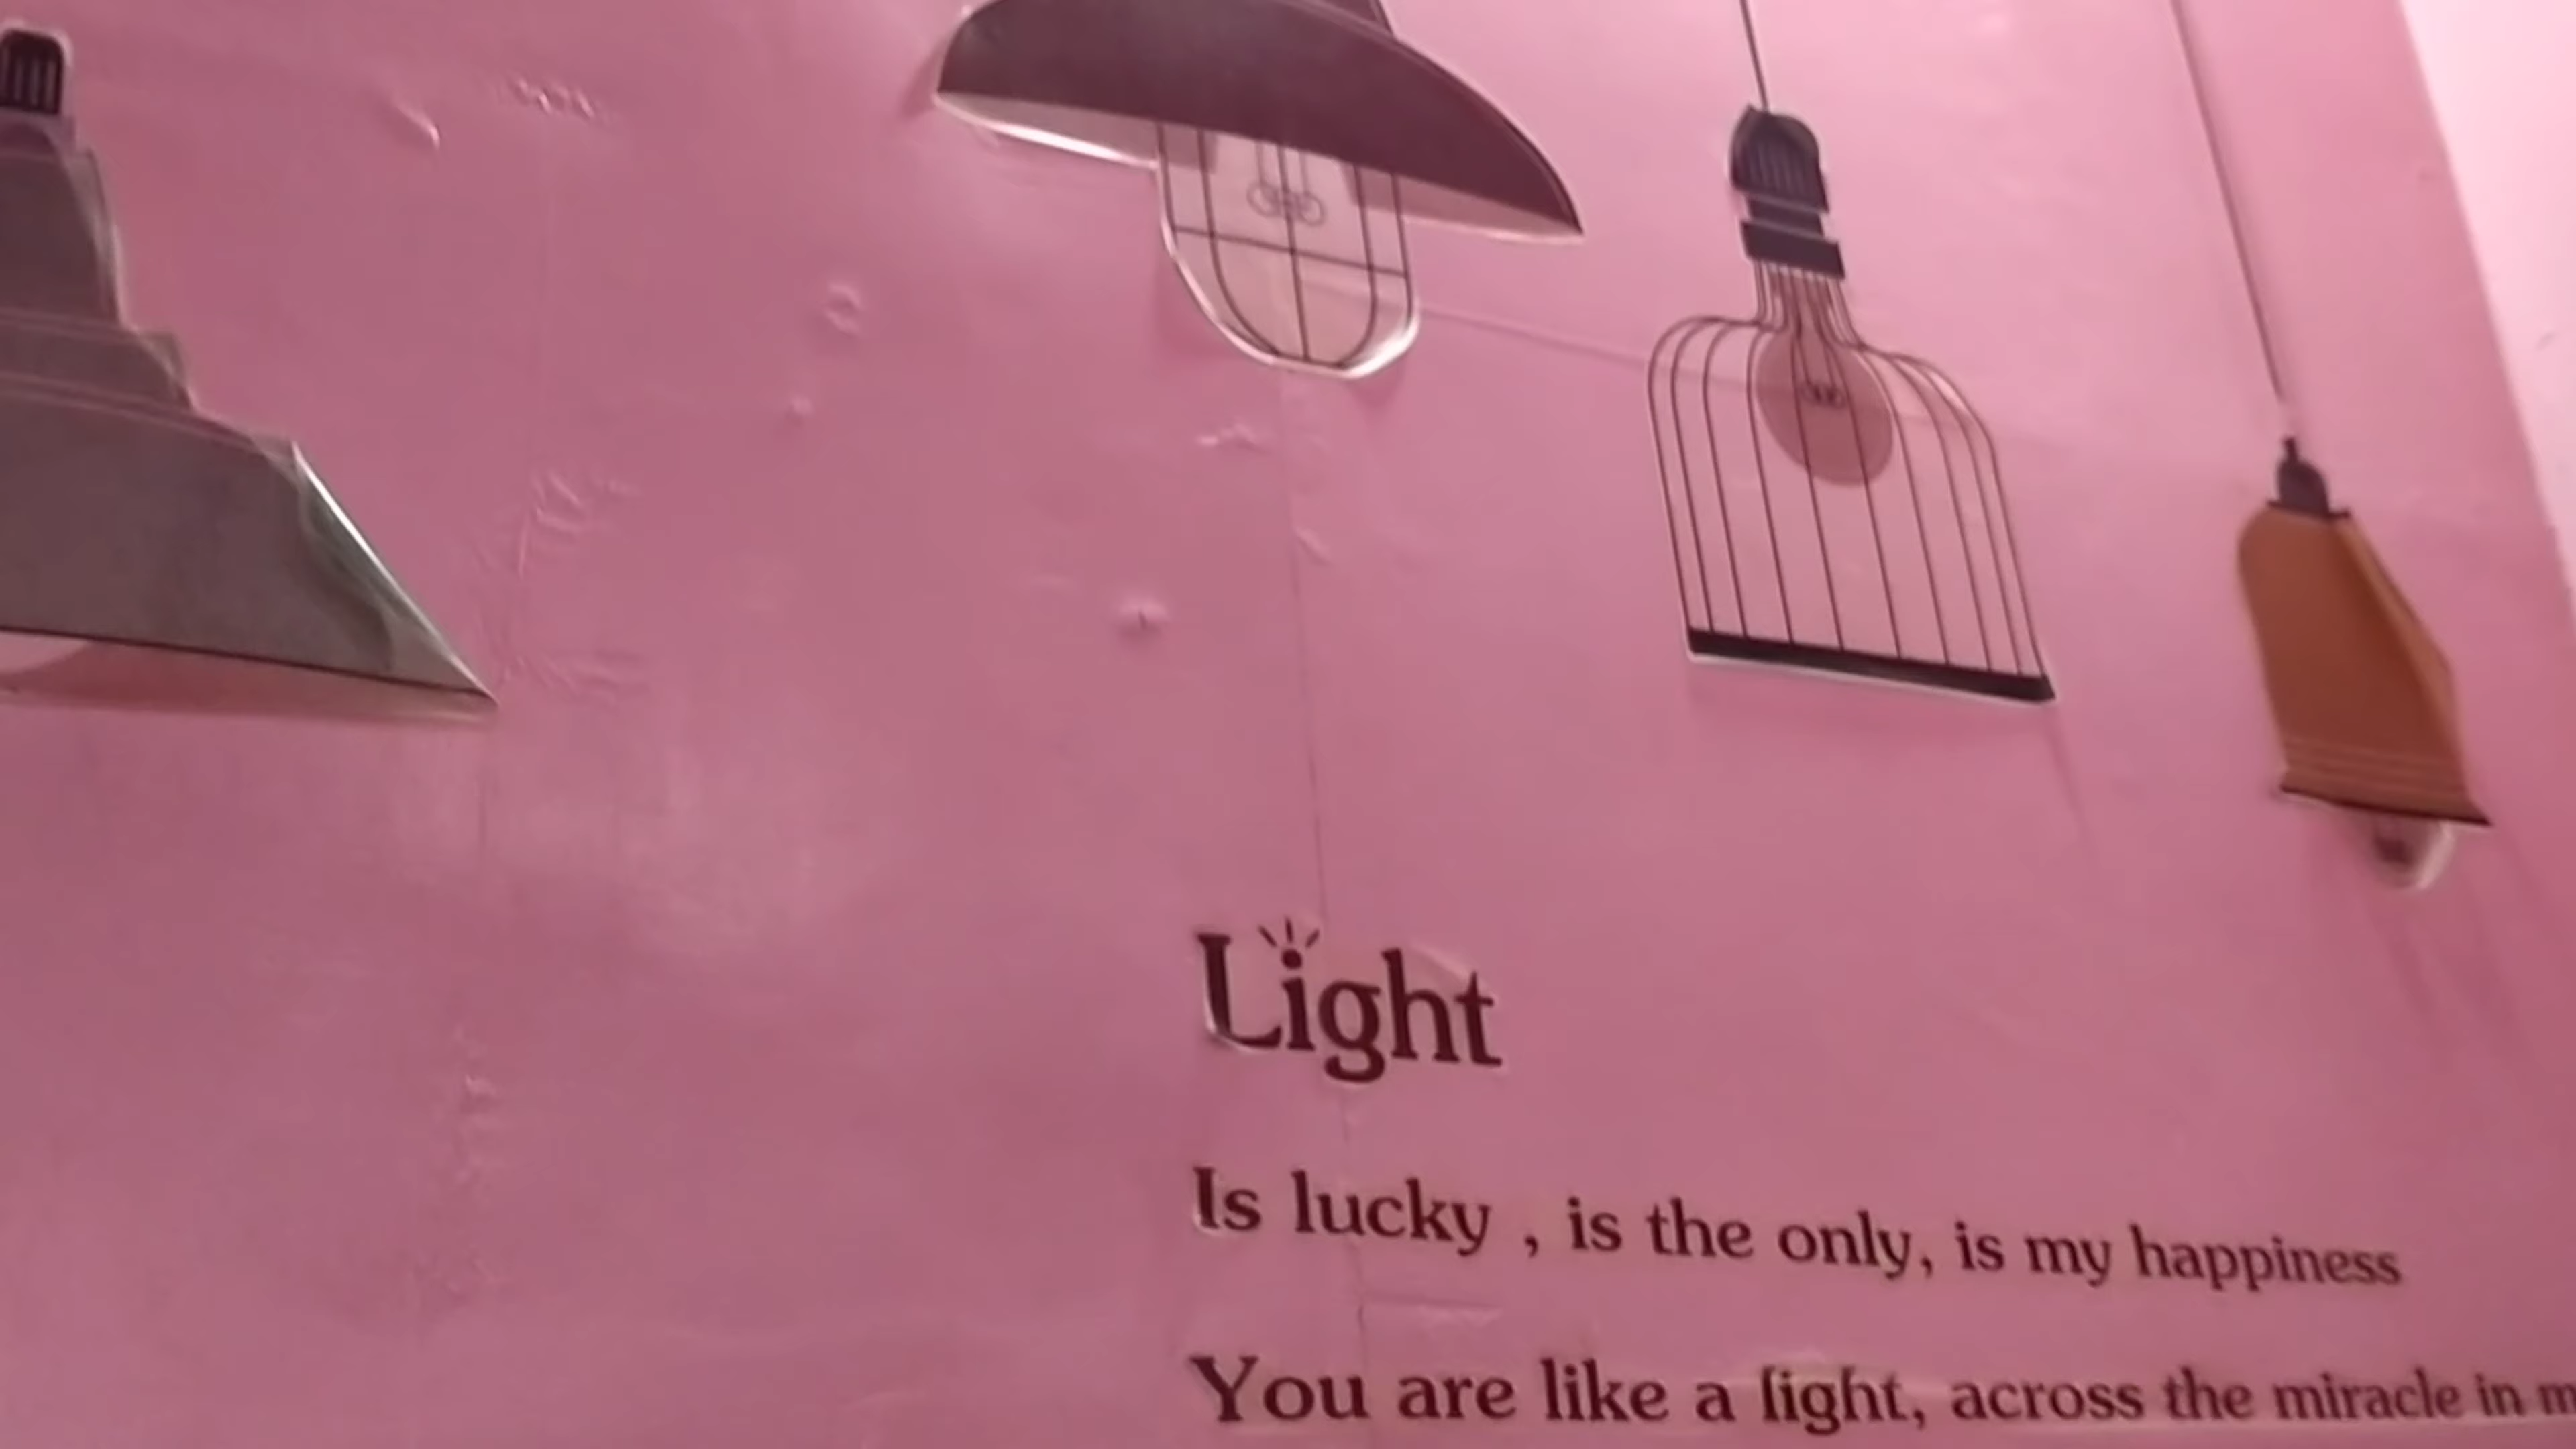 Light
Is lucky , is the only, is my happiness
You are like a light, across the miracle in